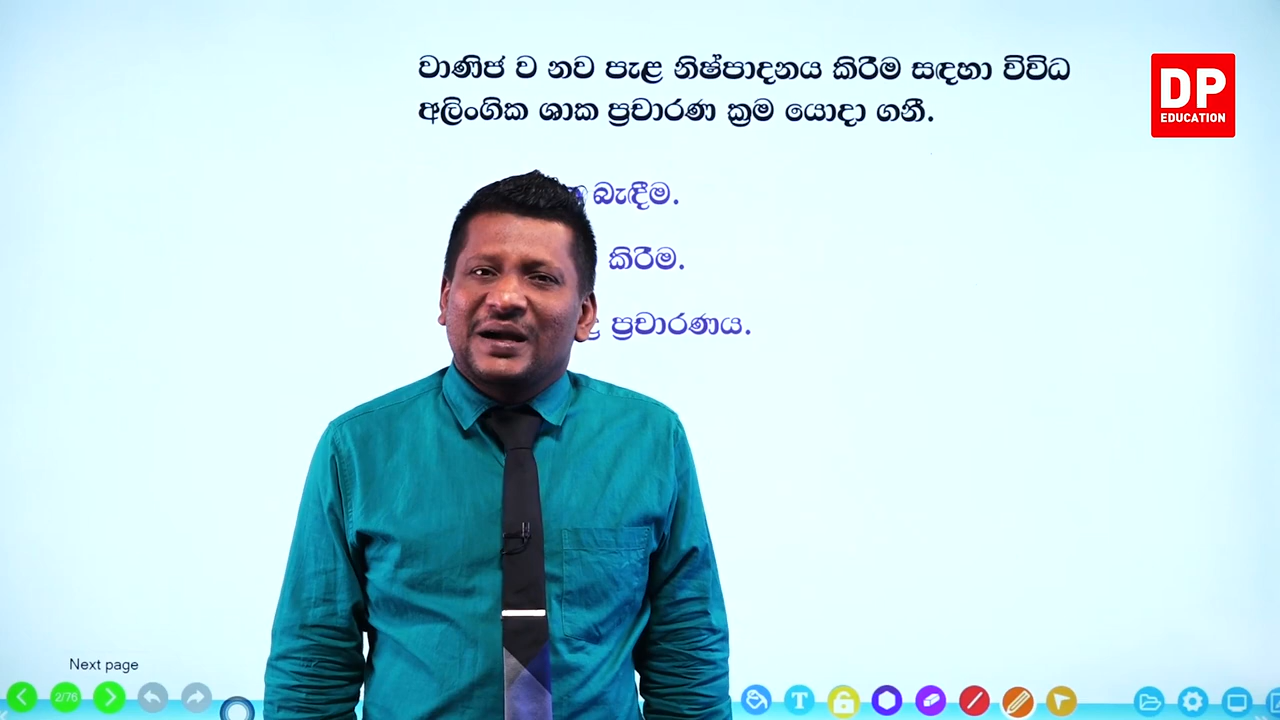 වාණිජ ව නව පැළ නිෂ්පාදනය කිරීම සඳහා විවිධ
අලිංගික ශාක ප්‍රචාරණ ක්‍රම යොදා ගනී.
DP
EDUCATION
බැඳීම.
කිරීම.
ප්‍රචාරණය.
Next page
2/76
T